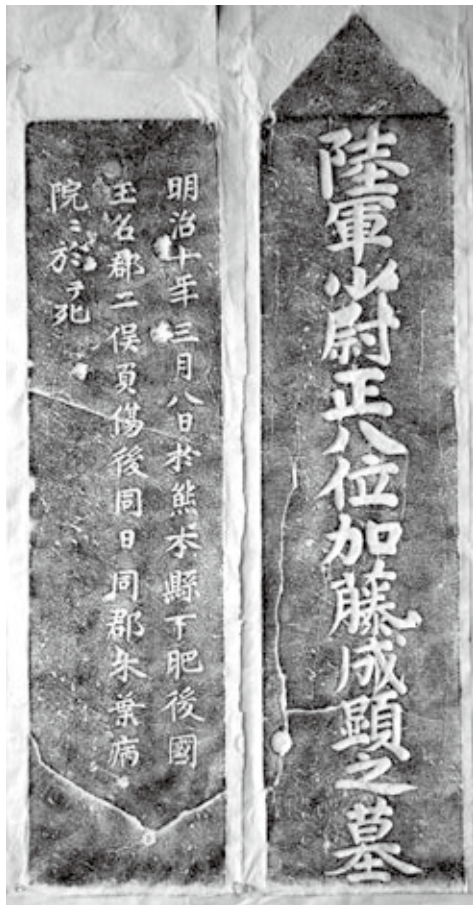 陸軍少尉正八位加藤成顕之墓
明治十年三月八日於熊本縣下肥後國
玉名郡二俣負傷後同日同郡朱葉病
院ニ於テ死